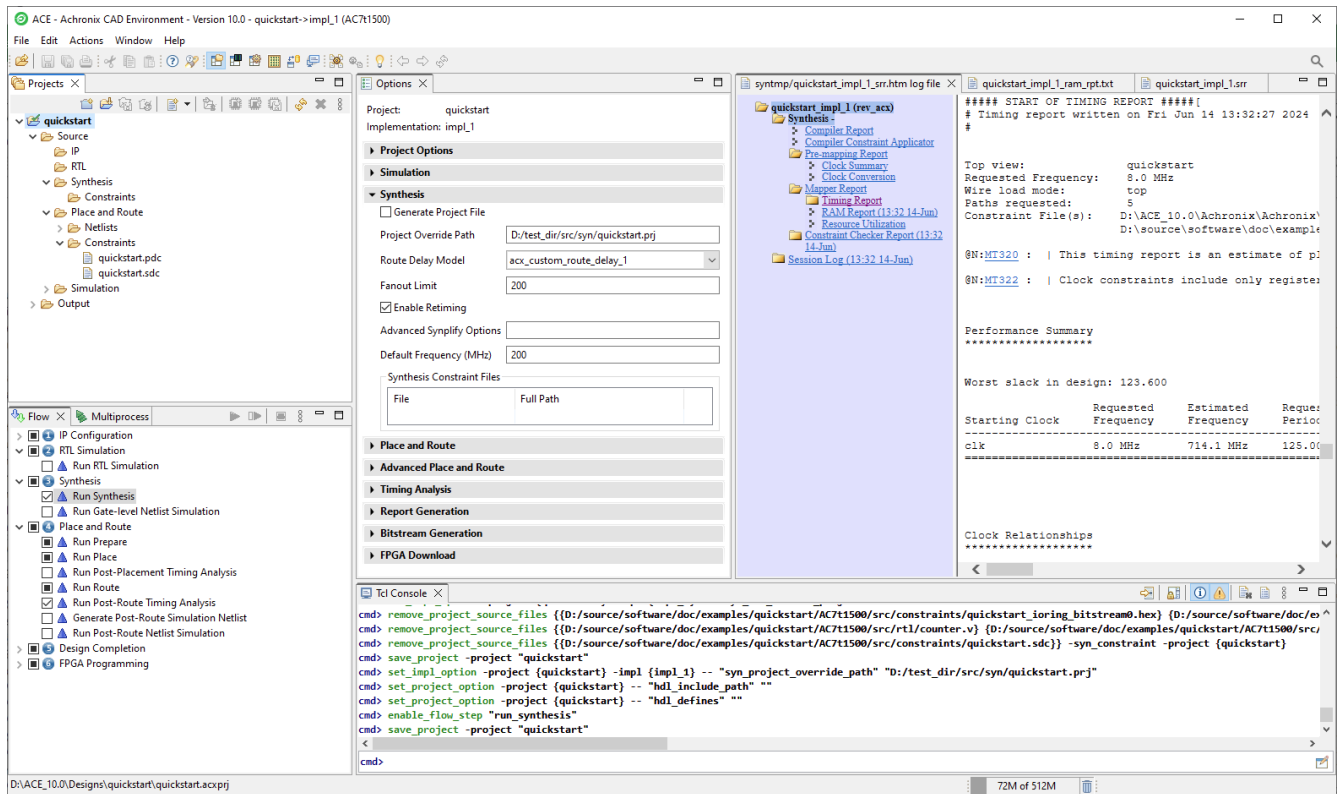 ACE - Achronix CAD Environment - Version 10.0 - quickstart->impl_1 (AC7t1500)
File Edit Actions Window Help
Projects
quickstart
Source
IP
RTL
Synthesis
Constraints
Place and Route
Netlists
Constraints
quickstart.pdc
quickstart.sdc
Simulation
Output
Flow
Multiprocess
1 IP Configuration
2 RTL Simulation
Run RTL Simulation
3 Synthesis
Run Synthesis
Run Gate-level Netlist Simulation
4 Place and Route
Run Prepare
Run Place
Run Post-Placement Timing Analysis
Run Route
Run Post-Route Timing Analysis
Generate Post-Route Simulation Netlist
Run Post-Route Netlist Simulation
5 Design Completion
6 FPGA Programming
Options
Project: quickstart
Implementation: impl_1
Project Options
Simulation
Synthesis
Generate Project File
Project Override Path D:/test_dir/src/syn/quickstart.prj
Route Delay Model acx_custom_route_delay_1
Fanout Limit 200
Enable Retiming
Advanced Synplify Options
Default Frequency (MHz) 200
Synthesis Constraint Files
File Full Path
Place and Route
Advanced Place and Route
Timing Analysis
Report Generation
Bitstream Generation
FPGA Download
syntmp/quickstart_impl_1_srr.htm log file
quickstart_impl_1_ram_rpt.txt
quickstart_impl_1.srr
quickstart_impl_1 (rev_acx)
Synthesis -
Compiler Report
Compiler Constraint Applicator
Pre-mapping Report
Clock Summary
Clock Conversion
Mapper Report
Timing Report
RAM Report (13:32 14-Jun)
Resource Utilization
Constraint Checker Report (13:32
14-Jun)
Session Log (13:32 14-Jun)
##### START OF TIMING REPORT #####[
# Timing report written on Fri Jun 14 13:32:27 2024
#
Top view: quickstart
Requested Frequency: 8.0 MHz
Wire load mode: top
Paths requested: 5
Constraint File(s): D:\ACE_10.0\Achronix\Achronix\
D:\source\software\doc\example
@N:MT320 : | This timing report is an estimate of pl
@N:MT322 : | Clock constraints include only register
Performance Summary
*******************
Worst slack in design: 123.600
Requested Estimated Reques
Starting Clock Frequency Frequency Period
clk 8.0 MHz 714.1 MHz 125.00
Clock Relationships
*******************
Tcl Console
cmd> remove_project_source_files {{D:/source/software/doc/examples/quickstart/AC7t1500/src/constraints/quickstart_ioring_bitstream0.hex} {D:/source/software/doc/ex
cmd> remove_project_source_files {{D:/source/software/doc/examples/quickstart/AC7t1500/src/rtl/counter.v} {D:/source/software/doc/examples/quickstart/AC7t1500/src/
cmd> remove_project_source_files {{D:/source/software/doc/examples/quickstart/AC7t1500/src/constraints/quickstart.sdc}} -syn_constraint -project {quickstart}
cmd> save_project -project "quickstart"
cmd> set_impl_option -project {quickstart} -impl {impl_1} -- "syn_project_override_path" "D:/test_dir/src/syn/quickstart.prj"
cmd> set_project_option -project {quickstart} -- "hdl_include_path" ""
cmd> set_project_option -project {quickstart} -- "hdl_defines" ""
cmd> enable_flow_step "run_synthesis"
cmd> save_project -project "quickstart"
cmd>
D:\ACE_10.0\Designs\quickstart\quickstart.acxprj
72M of 512M